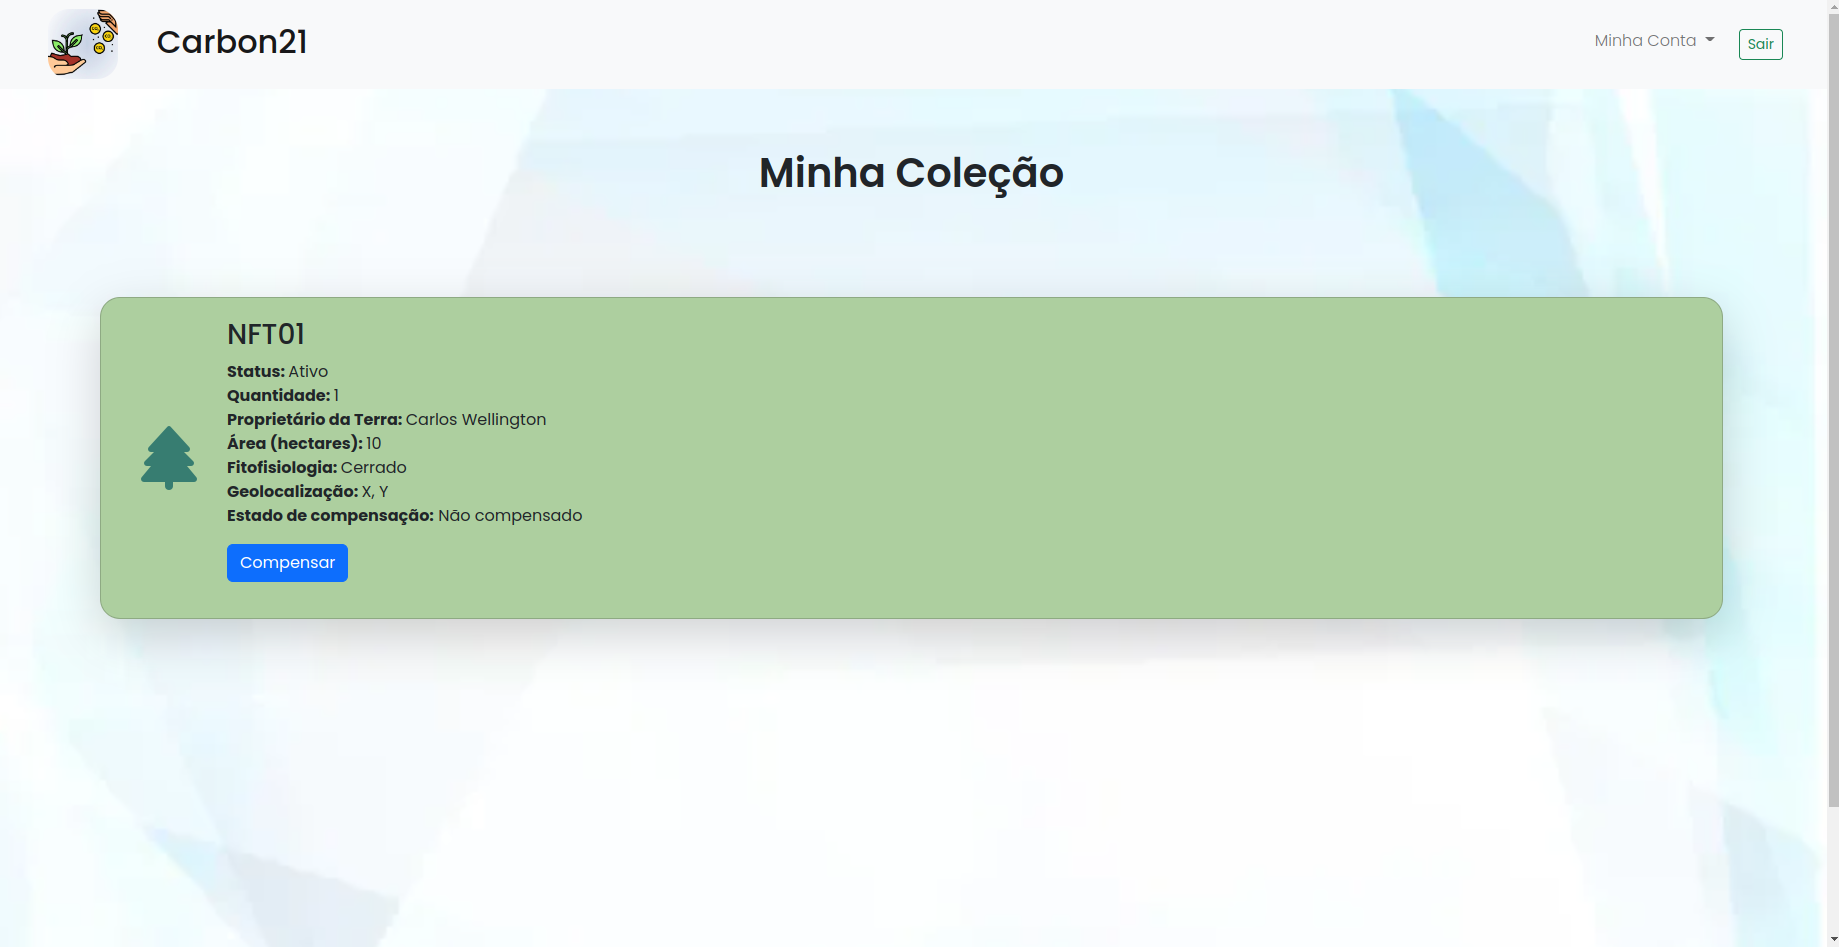 Carbon21
Minha Conta
Sair
Minha Coleção
NFT01
Status: Ativo
Quantidade: 1
Proprietário da Terra: Carlos Wellington
Área (hectares): 10
Fitofisiologia: Cerrado
Geolocalização: X, Y
Estado de compensação: Não compensado
Compensar